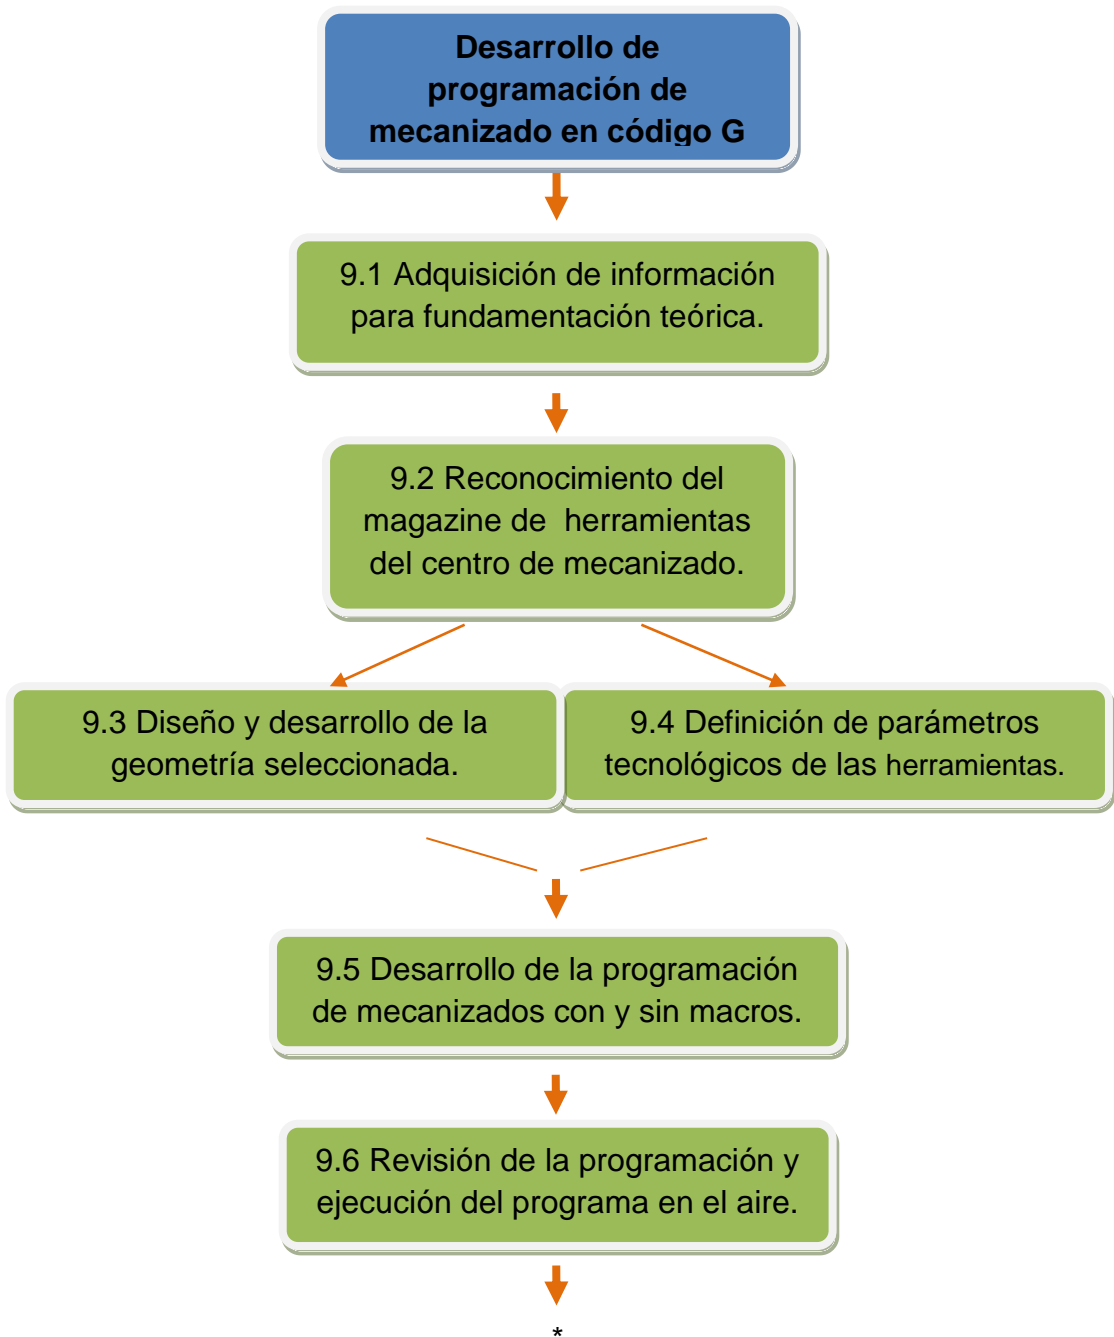 Desarrollo de
programación de
mecanizado en código G
9.1 Adquisición de información
para fundamentación teórica.
9.2 Reconocimiento del
magazine de herramientas
del centro de mecanizado.
9.3 Diseño y desarrollo de la
geometría seleccionada.
9.4 Definición de parámetros
tecnológicos de las herramientas.
9.5 Desarrollo de la programación
de mecanizados con y sin macros.
9.6 Revisión de la programación y
ejecución del programa en el aire.
*